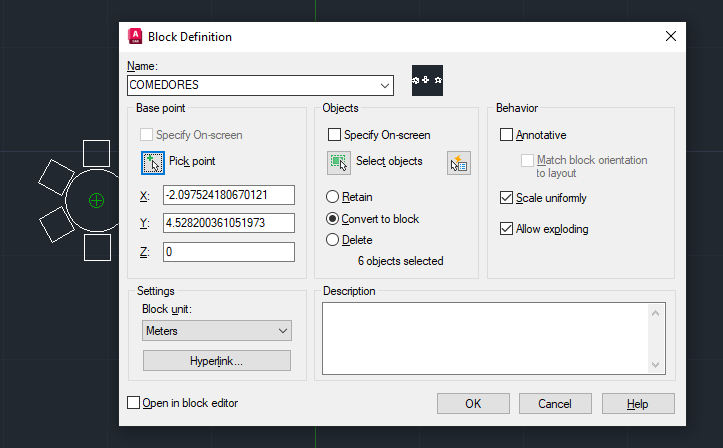 A
CAD
Block Definition
Name:
COMEDORES
Base point
Specify On-screen
Pick point
X:
-2.097524180670121
Y:
4.528200361051973
Z:
0
Objects
Specify On-screen
Select objects
Retain
Convert to block
Delete
6 objects selected
Behavior
Annotative
Match block orientation
to layout
Scale uniformly
Allow exploding
Settings
Block unit:
Meters
Hyperlink...
Description
Open in block editor
OK
Cancel
Help